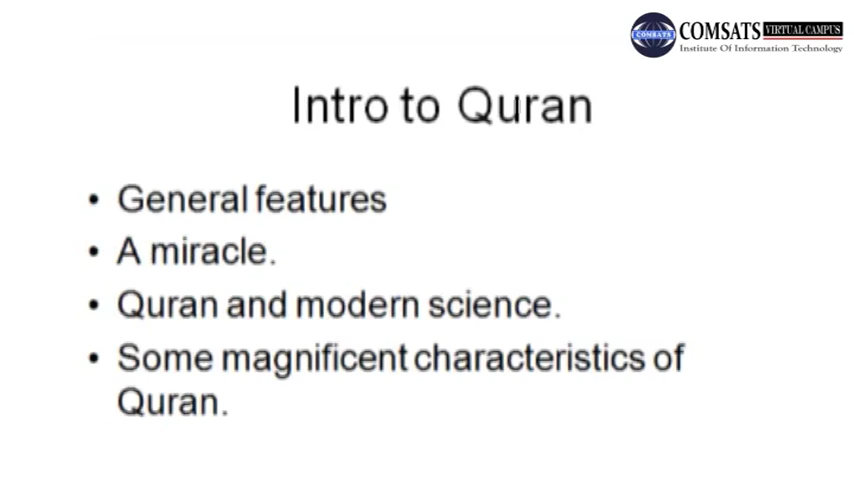 COMSATS
COMSATS VIRTUAL CAMPUS
Institute Of Information Technology
Intro to Quran
• General features
• A miracle.
• Quran and modern science.
• Some magnificent characteristics of
Quran.